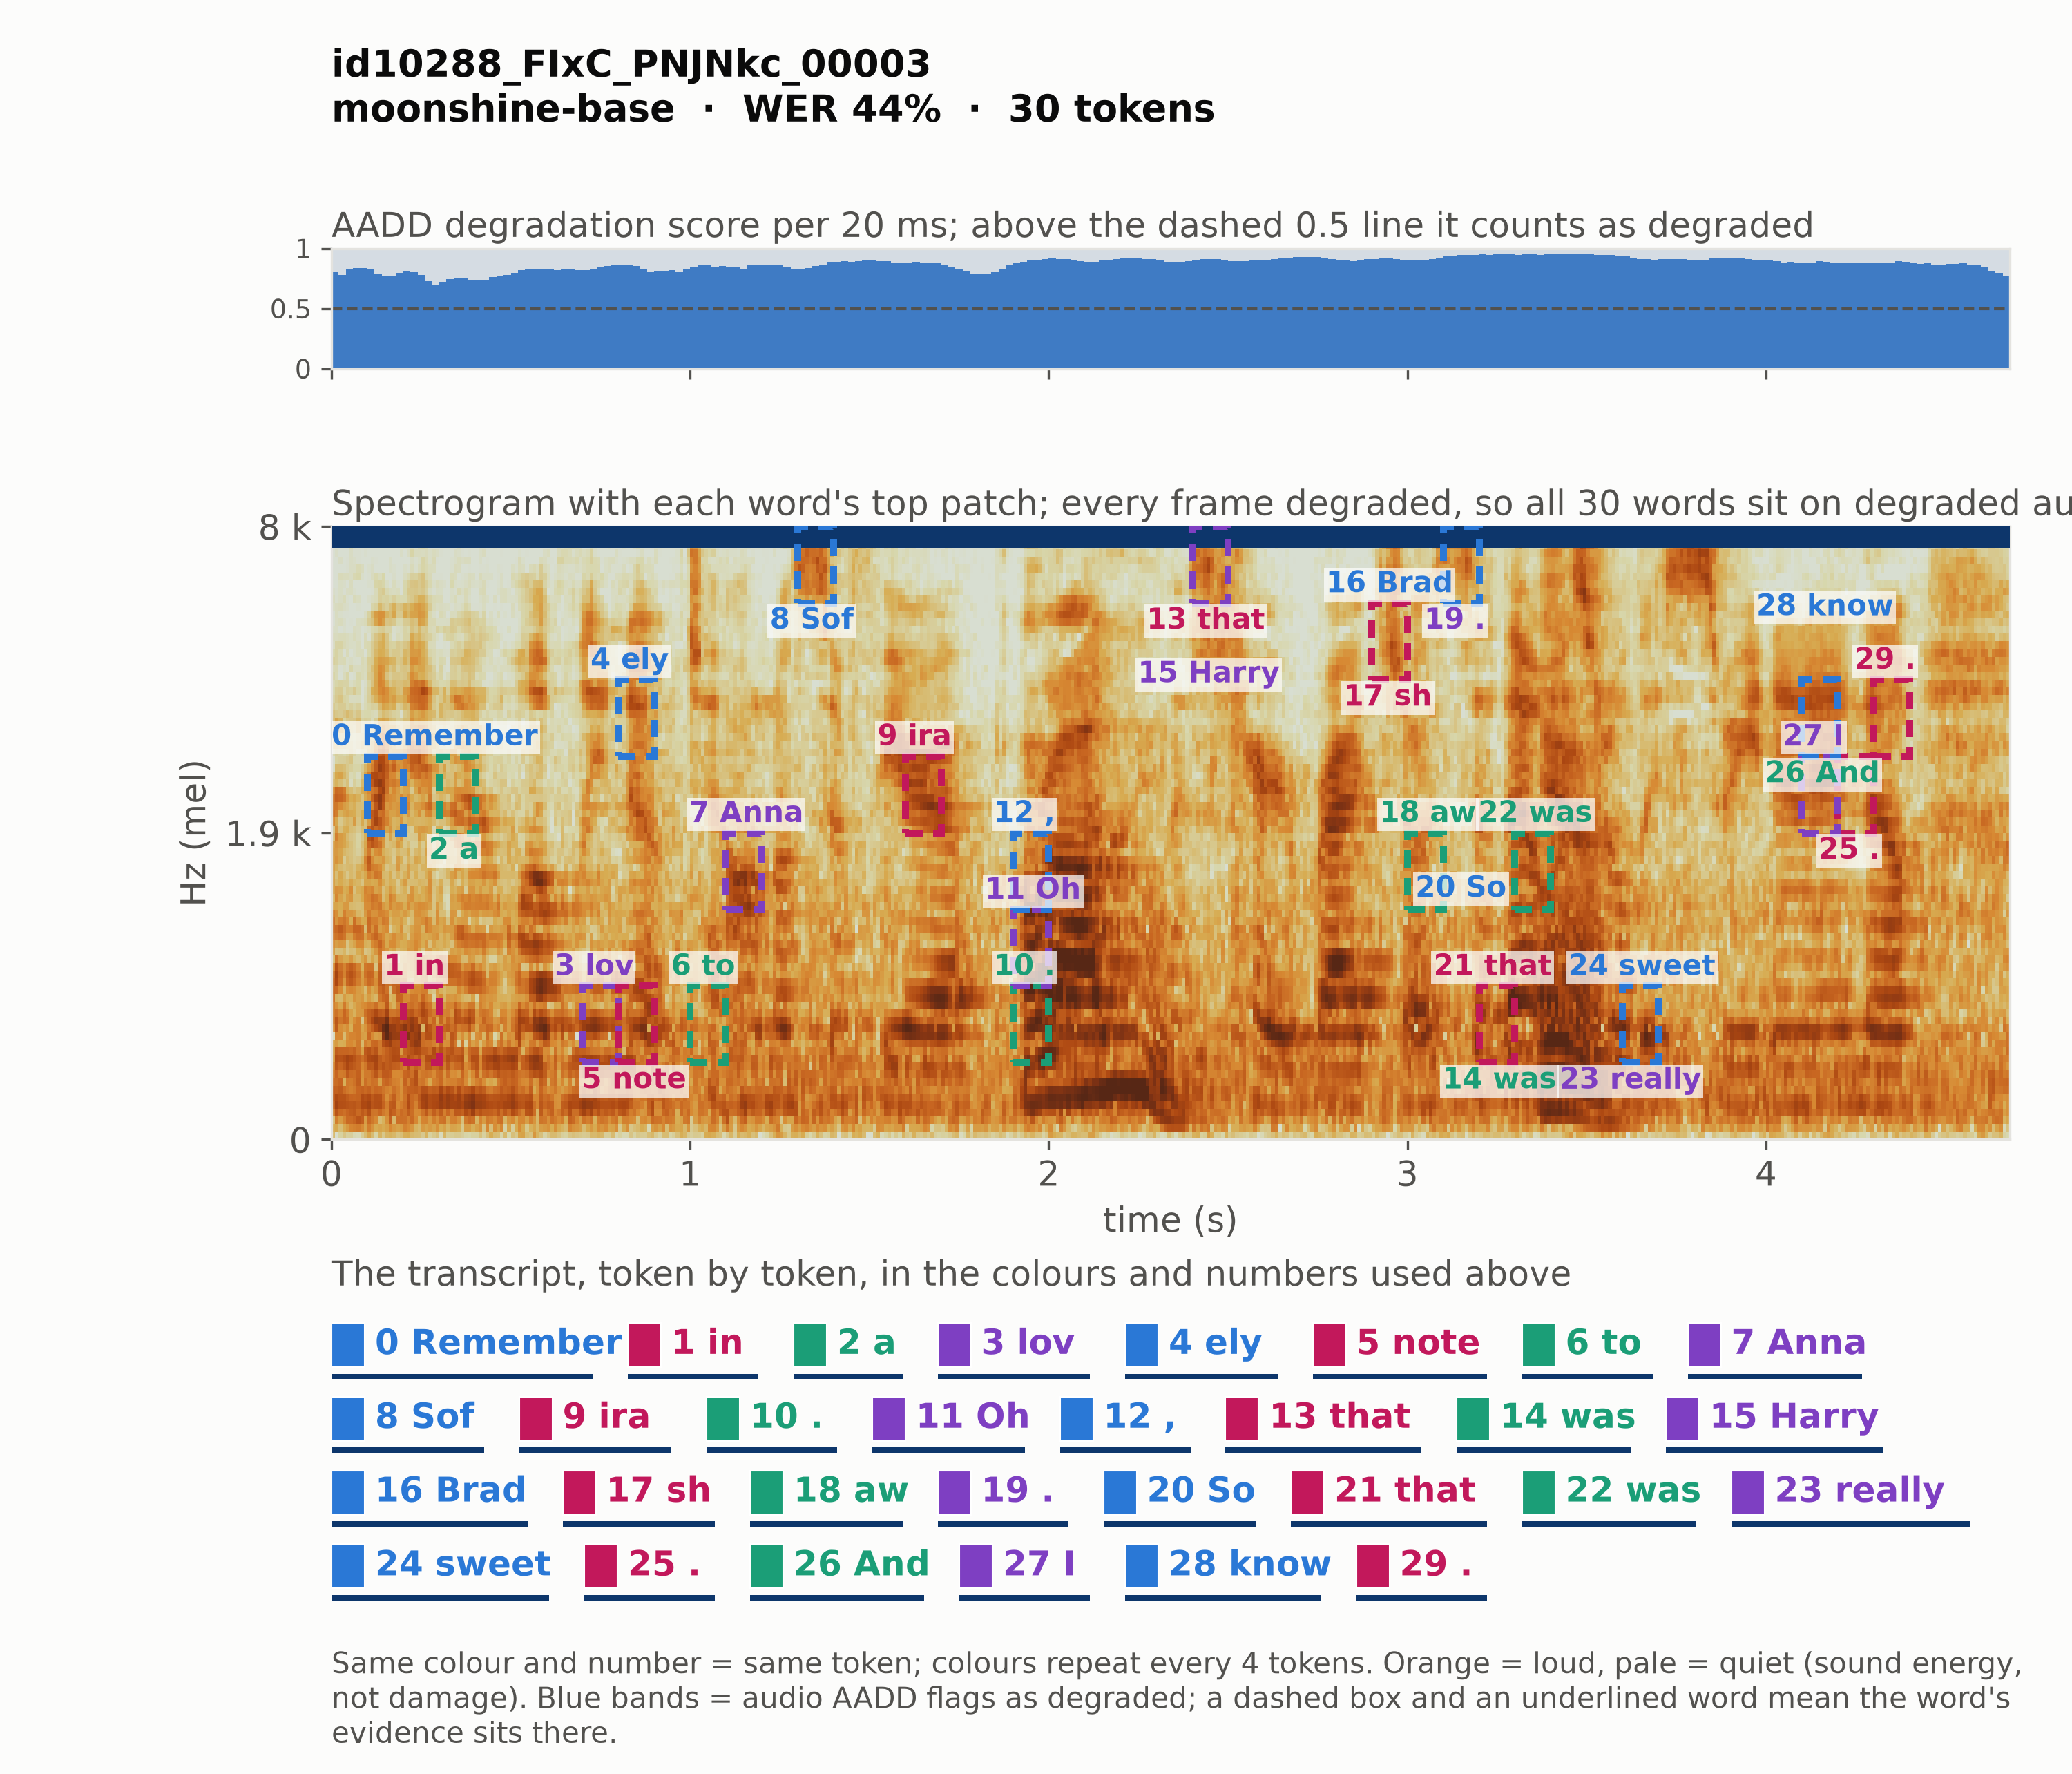 id10288_FIxC_PNJNkc_00003
moonshine-base · WER 44% · 30 tokens
AADD degradation score per 20 ms; above the dashed 0.5 line it counts as degraded
1
0.5
0
Spectrogram with each word's top patch; every frame degraded, so all 30 words sit on degraded au
8 k
1.9 k
0
Hz (mel)
8 Sof
13 that
16 Brad
19 .
28 know
4 ely
15 Harry
17 sh
29 .
0 Remember
9 ira
27 I
26 And
2 a
7 Anna
12 ,
18 aw
22 was
25 .
11 Oh
20 So
1 in
3 lov
6 to
10 .
21 that
24 sweet
5 note
14 was
23 really
0 1 2 3 4
time (s)
The transcript, token by token, in the colours and numbers used above
0 Remember 1 in 2 a 3 lov 4 ely 5 note 6 to 7 Anna
8 Sof 9 ira 10 . 11 Oh 12 , 13 that 14 was 15 Harry
16 Brad 17 sh 18 aw 19 . 20 So 21 that 22 was 23 really
24 sweet 25 . 26 And 27 I 28 know 29 .
Same colour and number = same token; colours repeat every 4 tokens. Orange = loud, pale = quiet (sound energy,
not damage). Blue bands = audio AADD flags as degraded; a dashed box and an underlined word mean the word's
evidence sits there.